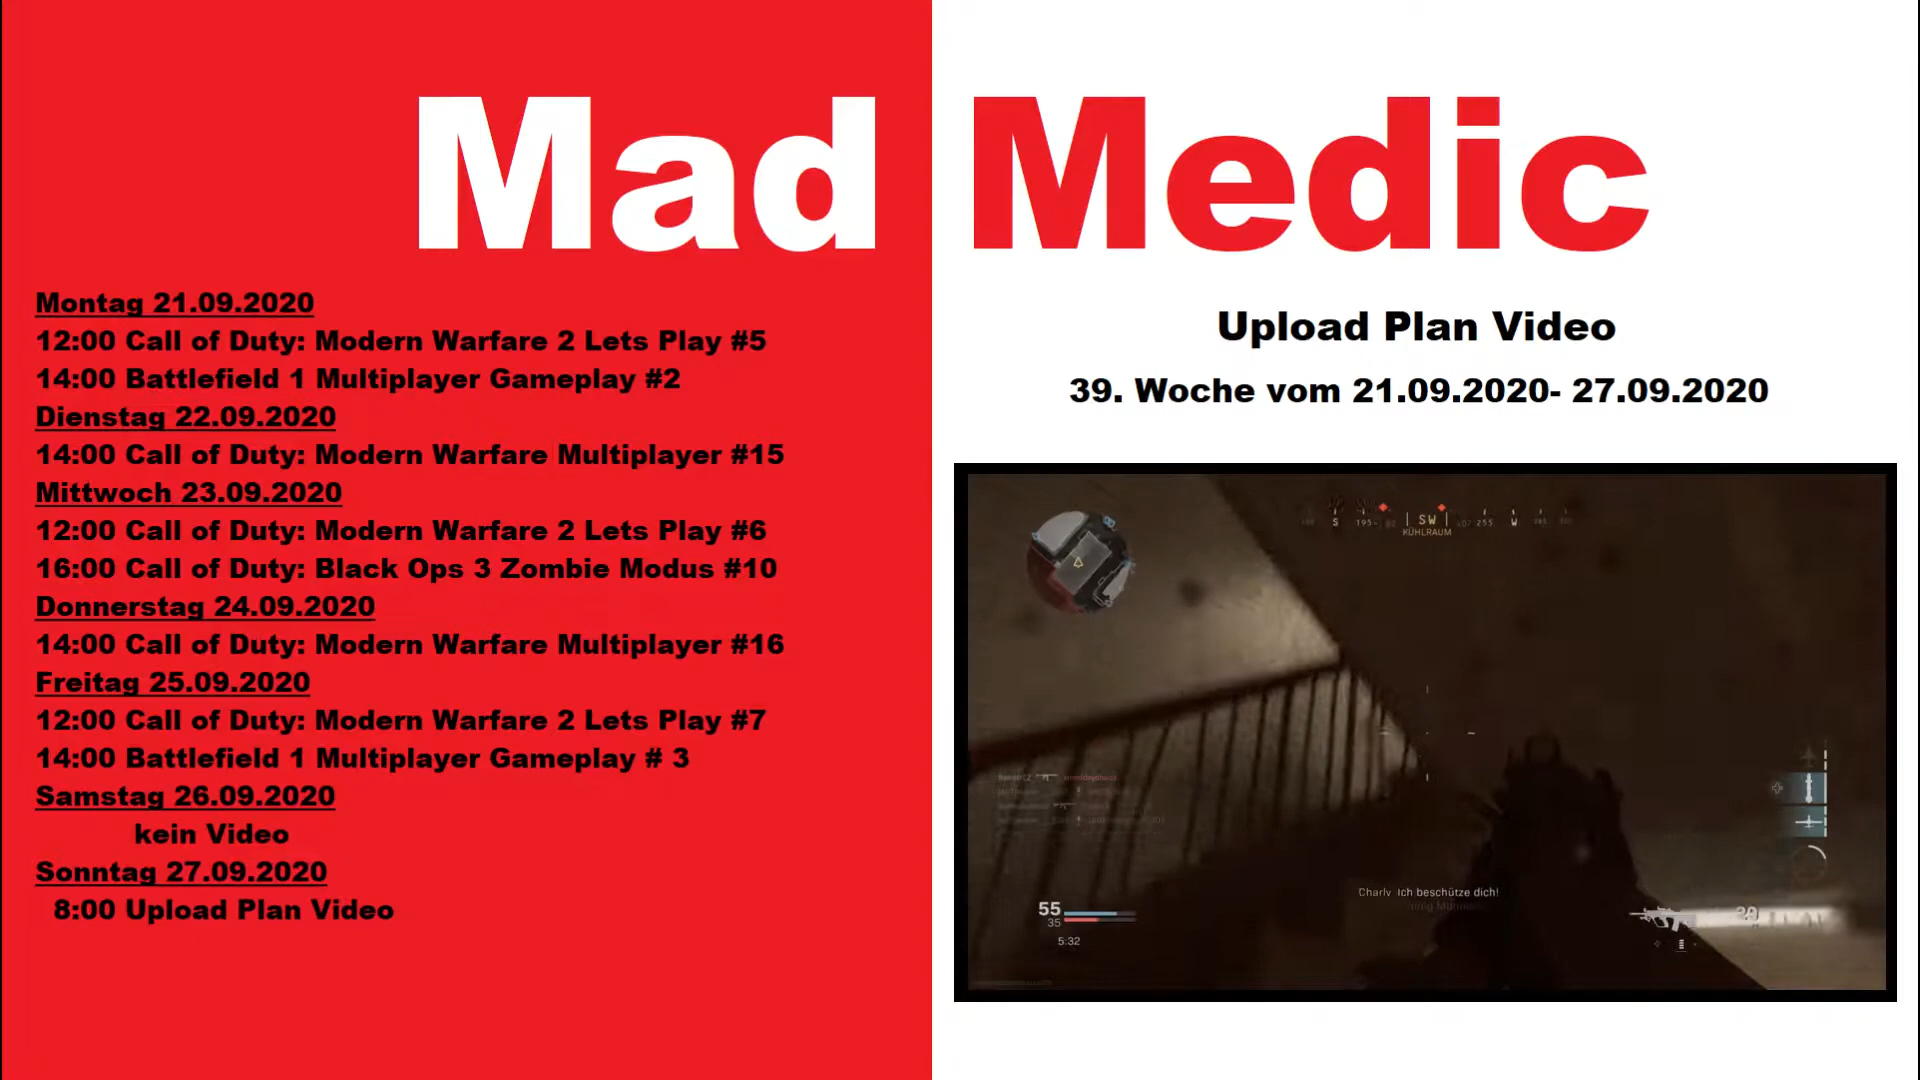 Mad Medic
Montag 21.09.2020
12:00 Call of Duty: Modern Warfare 2 Lets Play #5
14:00 Battlefield 1 Multiplayer Gameplay #2
Dienstag 22.09.2020
14:00 Call of Duty: Modern Warfare Multiplayer #15
Mittwoch 23.09.2020
12:00 Call of Duty: Modern Warfare 2 Lets Play #6
16:00 Call of Duty: Black Ops 3 Zombie Modus #10
Donnerstag 24.09.2020
14:00 Call of Duty: Modern Warfare Multiplayer #16
Freitag 25.09.2020
12:00 Call of Duty: Modern Warfare 2 Lets Play #7
14:00 Battlefield 1 Multiplayer Gameplay # 3
Samstag 26.09.2020
kein Video
Sonntag 27.09.2020
8:00 Upload Plan Video
Upload Plan Video
39. Woche vom 21.09.2020- 27.09.2020
S 195 SW 255 W
KÜHLRAUM
Ich beschütze dich!
55
35
5:32